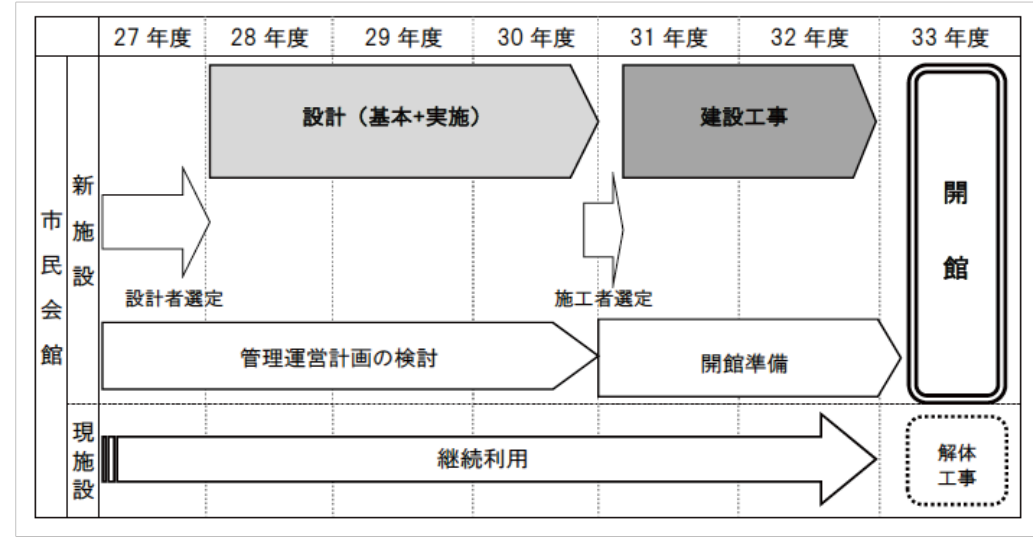 27 年度 28 年度 29 年度 30 年度 31 年度 32 年度 33 年度
市民会館
新施設
設計（基本+実施）
建設工事
開館
設計者選定
施工者選定
管理運営計画の検討
開館準備
現施設
継続利用
解体
工事